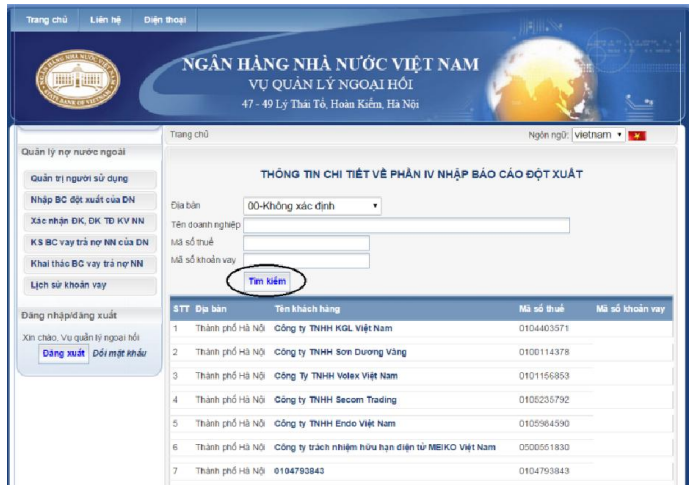 Trang chủ Liên hệ Điện thoại
NGÂN HÀNG NHÀ NƯỚC VIỆT NAM
VỤ QUẢN LÝ NGOẠI HỐI
47 - 49 Lý Thái Tổ, Hoàn Kiếm, Hà Nội
Trang chủ Ngôn ngữ: vietnam
Quản lý nợ nước ngoài
Quản trị người sử dụng
Nhập BC đột xuất của DN
Xác nhận ĐK, ĐK TĐ KV NN
KS BC vay trả nợ NN của DN
Khai thác BC vay trả nợ NN
Lịch sử khoản vay
Đăng nhập/đăng xuất
Xin chào, Vụ quản lý ngoại hối
Đăng xuất Đổi mật khẩu
THÔNG TIN CHI TIẾT VỀ PHẦN IV NHẬP BÁO CÁO ĐỘT XUẤT
Địa bàn 00-Không xác định
Tên doanh nghiệp
Mã số thuế
Mã số khoản vay
Tìm kiếm
STT Địa bàn Tên khách hàng Mã số thuế Mã số khoản vay
1 Thành phố Hà Nội Công ty TNHH KGL Việt Nam 0104403571
2 Thành phố Hà Nội Công ty TNHH Sơn Dương Vàng 0100114378
3 Thành phố Hà Nội Công Ty TNHH Volex Việt Nam 0101156853
4 Thành phố Hà Nội Công ty TNHH Secom Trading 0105235792
5 Thành phố Hà Nội Công ty TNHH Endo Việt Nam 0105984590
6 Thành phố Hà Nội Công ty trách nhiệm hữu hạn điện tử MEIKO Việt Nam 0500551830
7 Thành phố Hà Nội 0104793843 0104793843